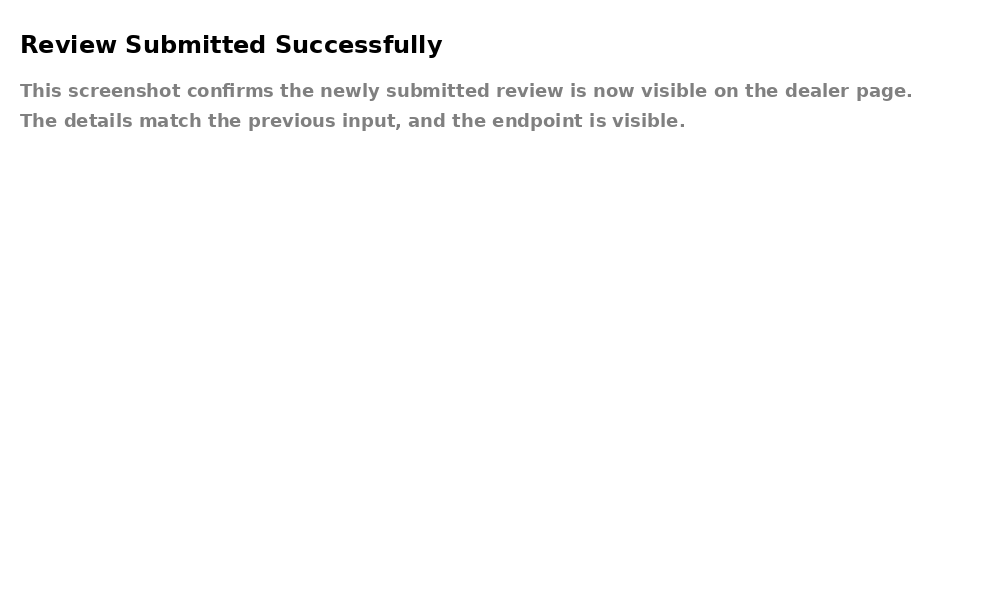 Review Submitted Successfully
This screenshot confirms the newly submitted review is now visible on the dealer page.
The details match the previous input, and the endpoint is visible.